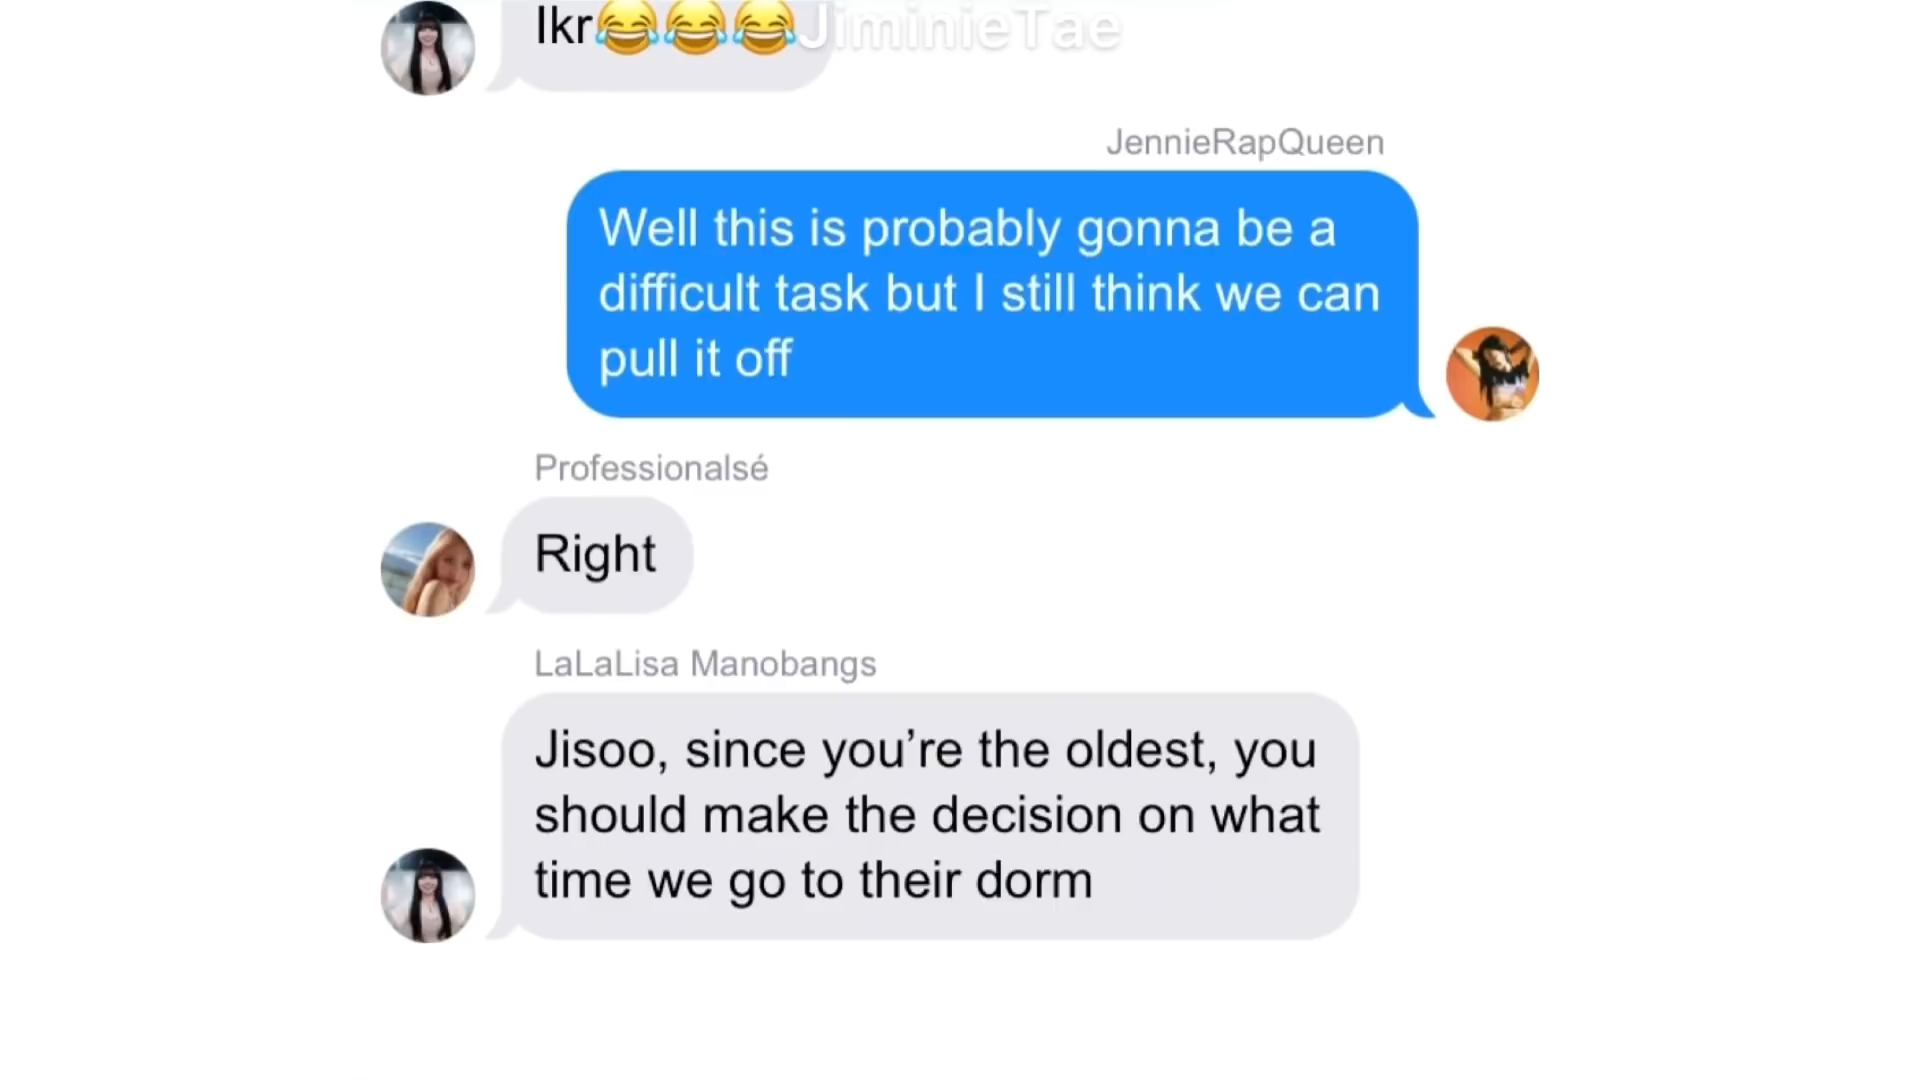 Ikr😂😂😂JiminieTae
JennieRapQueen
Well this is probably gonna be a
difficult task but I still think we can
pull it off
Professionalsé
Right
LaLaLisa Manobangs
Jisoo, since you’re the oldest, you
should make the decision on what
time we go to their dorm